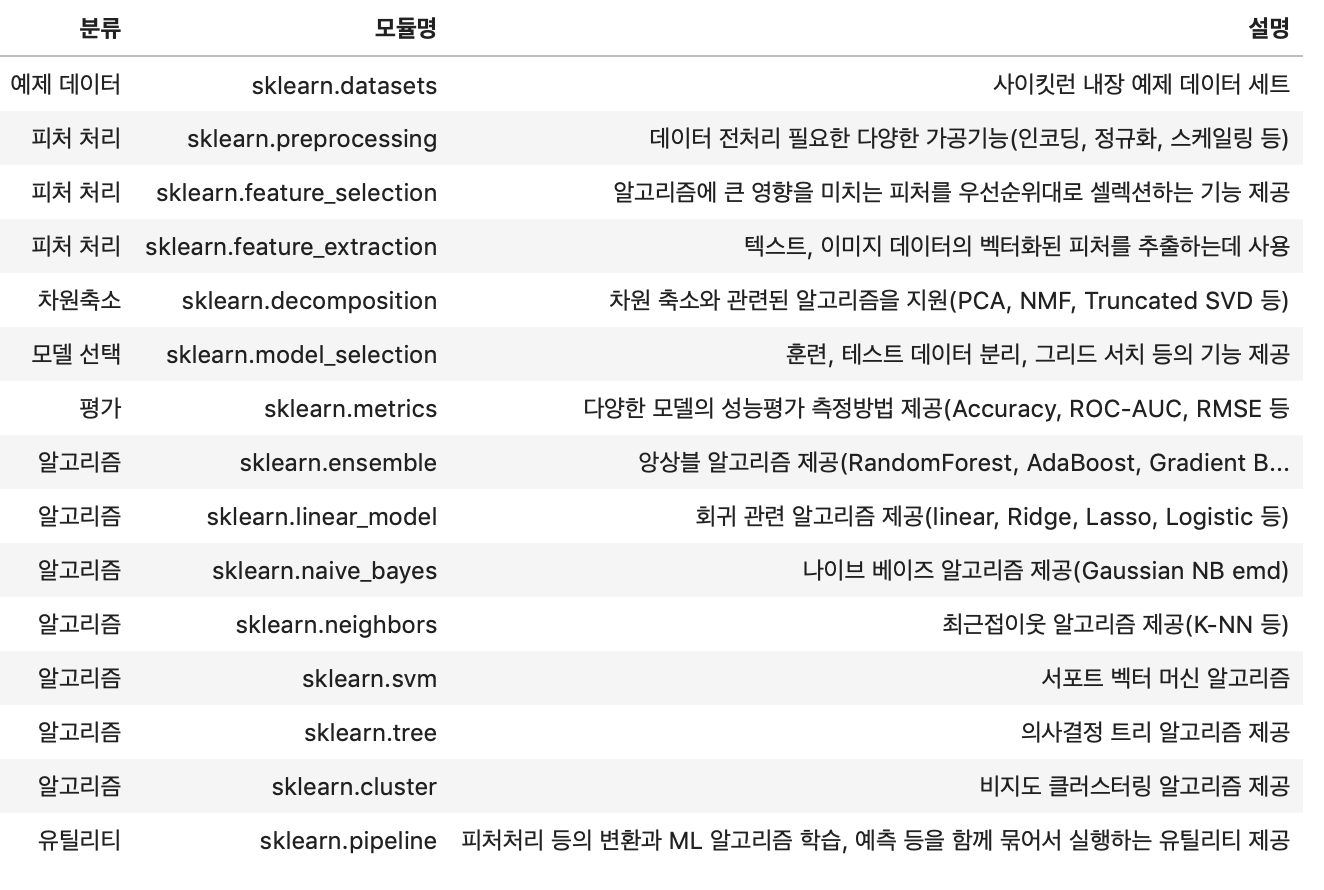 분류 모듈명 설명
예제 데이터 sklearn.datasets 사이킷런 내장 예제 데이터 세트
피처 처리 sklearn.preprocessing 데이터 전처리 필요한 다양한 가공기능(인코딩, 정규화, 스케일링 등)
피처 처리 sklearn.feature_selection 알고리즘에 큰 영향을 미치는 피처를 우선순위대로 셀렉션하는 기능 제공
피처 처리 sklearn.feature_extraction 텍스트, 이미지 데이터의 벡터화된 피처를 추출하는데 사용
차원축소 sklearn.decomposition 차원 축소와 관련된 알고리즘을 지원(PCA, NMF, Truncated SVD 등)
모델 선택 sklearn.model_selection 훈련, 테스트 데이터 분리, 그리드 서치 등의 기능 제공
평가 sklearn.metrics 다양한 모델의 성능평가 측정방법 제공(Accuracy, ROC-AUC, RMSE 등
알고리즘 sklearn.ensemble 앙상블 알고리즘 제공(RandomForest, AdaBoost, Gradient B...
알고리즘 sklearn.linear_model 회귀 관련 알고리즘 제공(linear, Ridge, Lasso, Logistic 등)
알고리즘 sklearn.naive_bayes 나이브 베이즈 알고리즘 제공(Gaussian NB emd)
알고리즘 sklearn.neighbors 최근접이웃 알고리즘 제공(K-NN 등)
알고리즘 sklearn.svm 서포트 벡터 머신 알고리즘
알고리즘 sklearn.tree 의사결정 트리 알고리즘 제공
알고리즘 sklearn.cluster 비지도 클러스터링 알고리즘 제공
유틸리티 sklearn.pipeline 피처처리 등의 변환과 ML 알고리즘 학습, 예측 등을 함께 묶어서 실행하는 유틸리티 제공